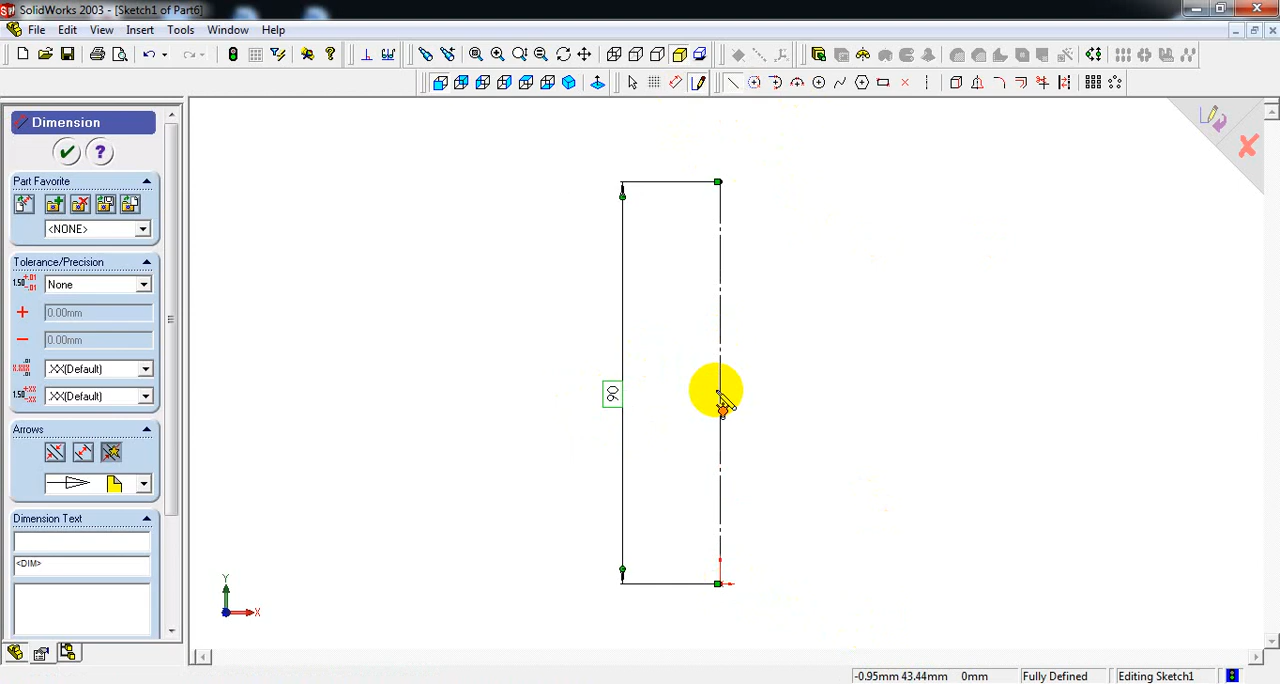 SolidWorks 2003 - [Sketch1 of Part6]
File Edit View Insert Tools Window Help
Dimension
Part Favorite
<NONE>
Tolerance/Precision
None
0.00mm
0.00mm
.XX(Default)
.XX(Default)
Arrows
Dimension Text
<DIM>
90
Y
X
-0.95mm 43.44mm 0mm Fully Defined Editing Sketch1